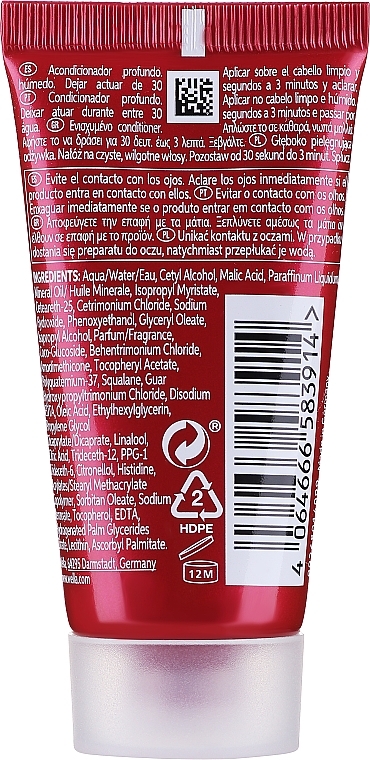 ES Acondicionador profundo. Aplicar sobre el cabello limpio y
húmedo. Dejar actuar de 30 segundos a 3 minutos y aclarar.
PT Condicionador profundo. Aplicar no cabelo limpo e húmido.
Deixar atuar durante entre 30 segundos a 3 minutos e passar por
água. GR Ενισχυμένο conditioner. Απλώστε το σε καθαρά, νωπά μαλλιά.
Αφήστε το να δράσει για 30 δευτ. έως 3 λεπτά. Ξεβγάλτε. PL Głęboko pielęgnująca
odżywka. Nałóż na czyste, wilgotne włosy. Pozostaw od 30 sekund do 3 minut. Spłucz.
ES Evite el contacto con los ojos. Aclare los ojos inmediatamente si el
producto entra en contacto con ellos. PT Evitar o contacto com os olhos.
Enxaguar imediatamente se o produto entrar em contacto com os olhos.
GR Αποφεύγετε την επαφή με τα μάτια. Ξεπλύνετε αμέσως τα μάτια αν
έλθουν σε επαφή με το προϊόν. PL Unikać kontaktu z oczami. W przypadku
dostania się preparatu do oczu, natychmiast przepłukać je wodą.
INGREDIENTS: Aqua/Water/Eau, Cetyl Alcohol, Malic Acid, Paraffinum Liquidum/
Mineral Oil/ Huile Minerale, Isopropyl Myristate,
Ceteareth-25, Cetrimonium Chloride, Sodium
Hydroxide, Phenoxyethanol, Glyceryl Oleate,
Isopropyl Alcohol, Parfum/Fragrance,
Coco-Glucoside, Behentrimonium Chloride,
Tocopheryl Acetate,
Polyquaternium-37, Squalane, Guar
Hydroxypropyltrimonium Chloride, Disodium
EDTA, Oleic Acid, Ethylhexylglycerin,
Propylene Glycol
Dicaprylate/Dicaprate, Linalool,
Citric Acid, Trideceth-12, PPG-1
Trideceth-6, Citronellol, Histidine,
Methacrylate
Copolymer, Sorbitan Oleate, Sodium
Tocopherol, EDTA,
Hydrogenated Palm Glycerides
Lecithin, Ascorbyl Palmitate.
64295 Darmstadt, Germany
www.wella.com
®
2
HDPE
12 M
4 064666 583914